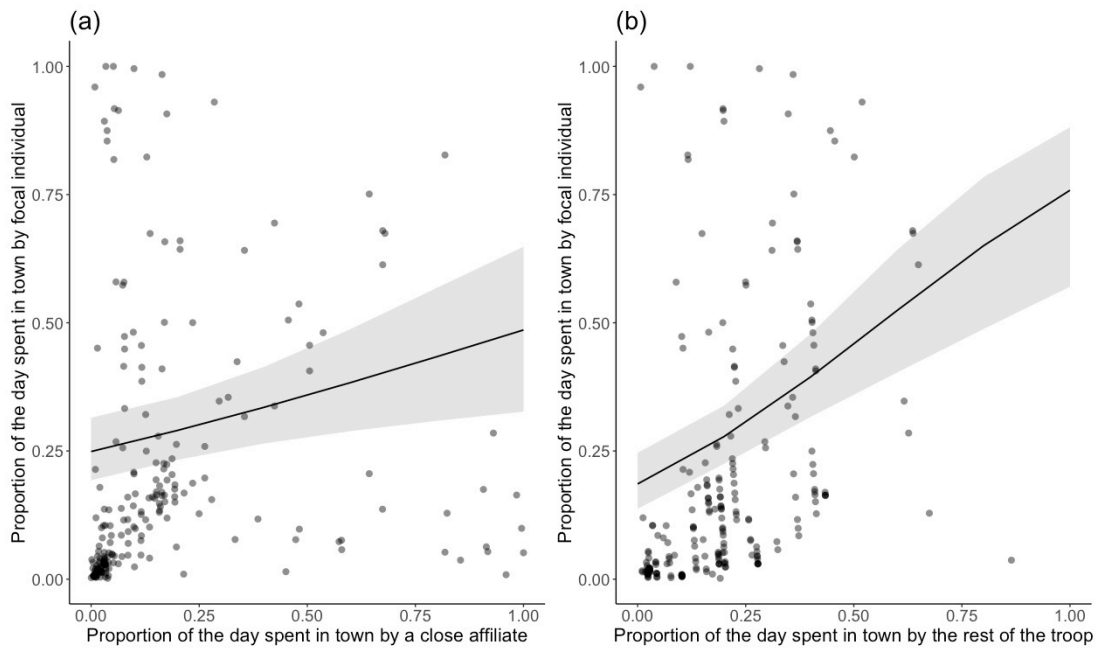 (a)
Proportion of the day spent in town by focal individual
1.00
0.75
0.50
0.25
0.00
0.00 0.25 0.50 0.75 1.00
Proportion of the day spent in town by a close affiliate
(b)
Proportion of the day spent in town by focal individual
1.00
0.75
0.50
0.25
0.00
0.00 0.25 0.50 0.75 1.00
Proportion of the day spent in town by the rest of the troop